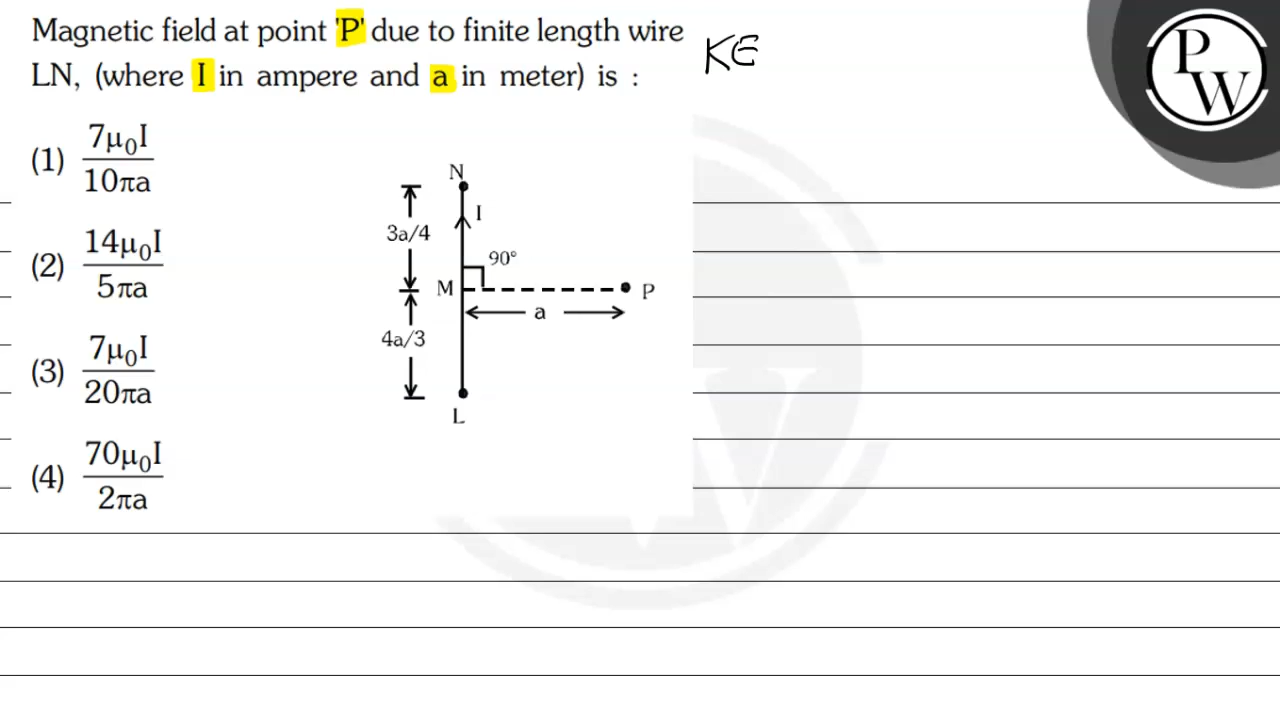 Magnetic field at point 'P' due to finite length wire
LN, (where I in ampere and a in meter) is :
KE
PW
(1) 7μ₀I/10πa
(2) 14μ₀I/5πa
(3) 7μ₀I/20πa
(4) 70μ₀I/2πa
N
I
3a/4
90°
M
P
a
4a/3
L